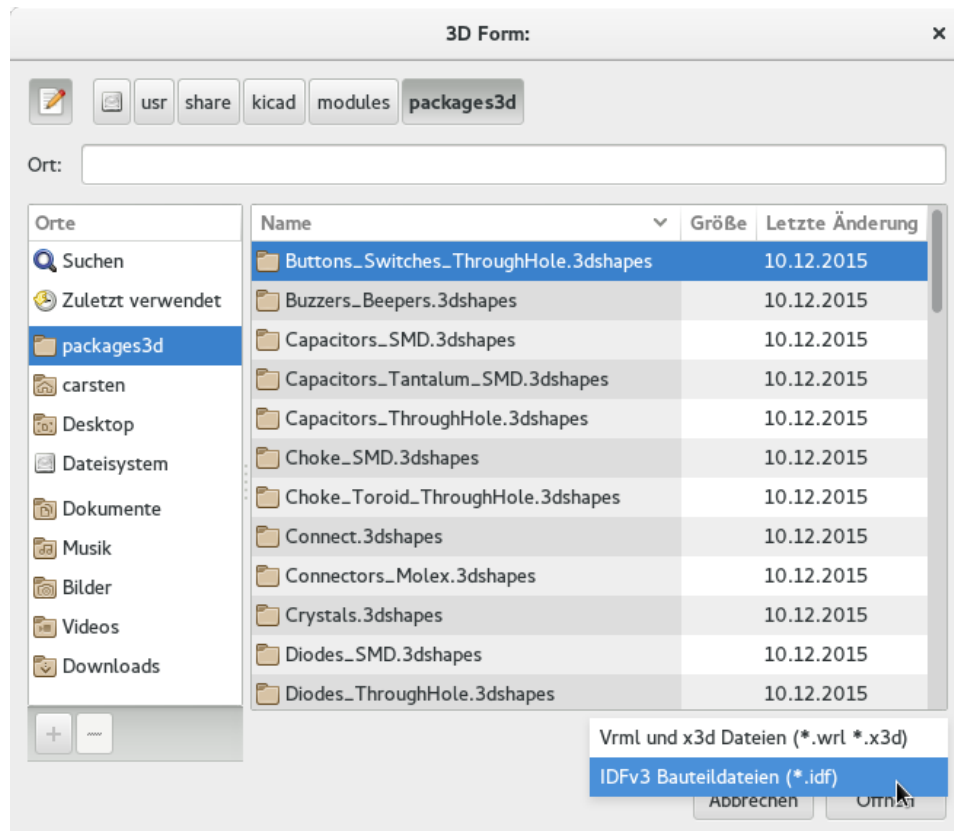 3D Form:
usr share kicad modules packages3d
Ort:
Orte
Suchen
Zuletzt verwendet
packages3d
carsten
Desktop
Dateisystem
Dokumente
Musik
Bilder
Videos
Downloads
Name Größe Letzte Änderung
Buttons_Switches_ThroughHole.3dshapes 10.12.2015
Buzzers_Beepers.3dshapes 10.12.2015
Capacitors_SMD.3dshapes 10.12.2015
Capacitors_Tantalum_SMD.3dshapes 10.12.2015
Capacitors_ThroughHole.3dshapes 10.12.2015
Choke_SMD.3dshapes 10.12.2015
Choke_Toroid_ThroughHole.3dshapes 10.12.2015
Connect.3dshapes 10.12.2015
Connectors_Molex.3dshapes 10.12.2015
Crystals.3dshapes 10.12.2015
Diodes_SMD.3dshapes 10.12.2015
Diodes_ThroughHole.3dshapes 10.12.2015
Vrml und x3d Dateien (*.wrl *.x3d)
IDFv3 Bauteildateien (*.idf)
Abbrechen Öffnen